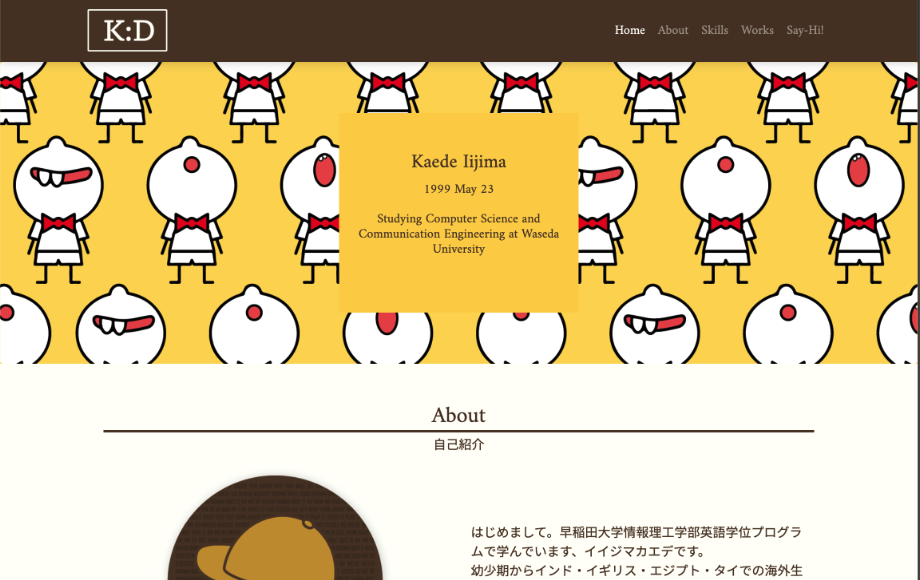 K:D
Home About Skills Works Say-Hi!
Kaede Iijima
1999 May 23
Studying Computer Science and
Communication Engineering at Waseda
University
About
自己紹介
はじめまして。早稲田大学情報理工学部英語学位プログラ
ムで学んでいます、イイジマカエデです。
幼少期からインド・イギリス・エジプト・タイでの海外生